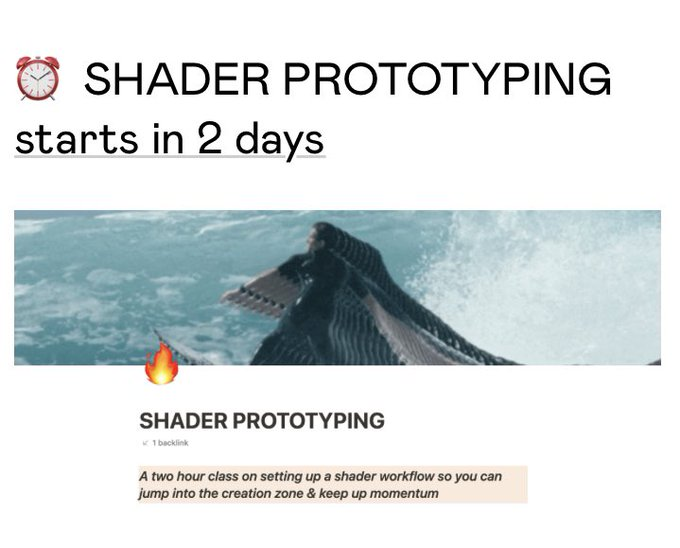 ⏰ SHADER PROTOTYPING
starts in 2 days
🔥
SHADER PROTOTYPING
↙ 1 backlink
A two hour class on setting up a shader workflow so you can
jump into the creation zone & keep up momentum